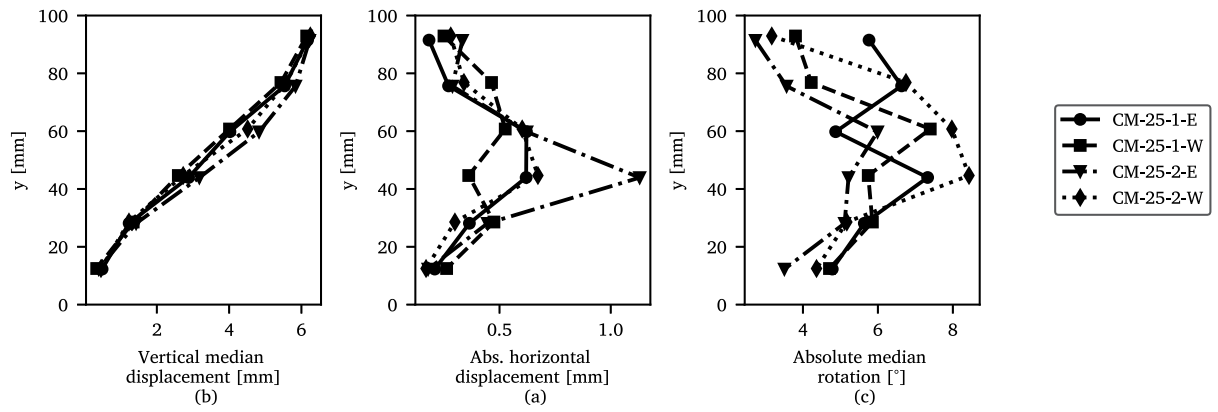 100
80
60
40
20
0
y [mm]
2
4
6
Vertical median
displacement [mm]
(b)
100
80
60
40
20
0
y [mm]
0.5
1.0
Abs. horizontal
displacement [mm]
(a)
100
80
60
40
20
0
y [mm]
4
6
8
Absolute median
rotation [°]
(c)
CM-25-1-E
CM-25-1-W
CM-25-2-E
CM-25-2-W